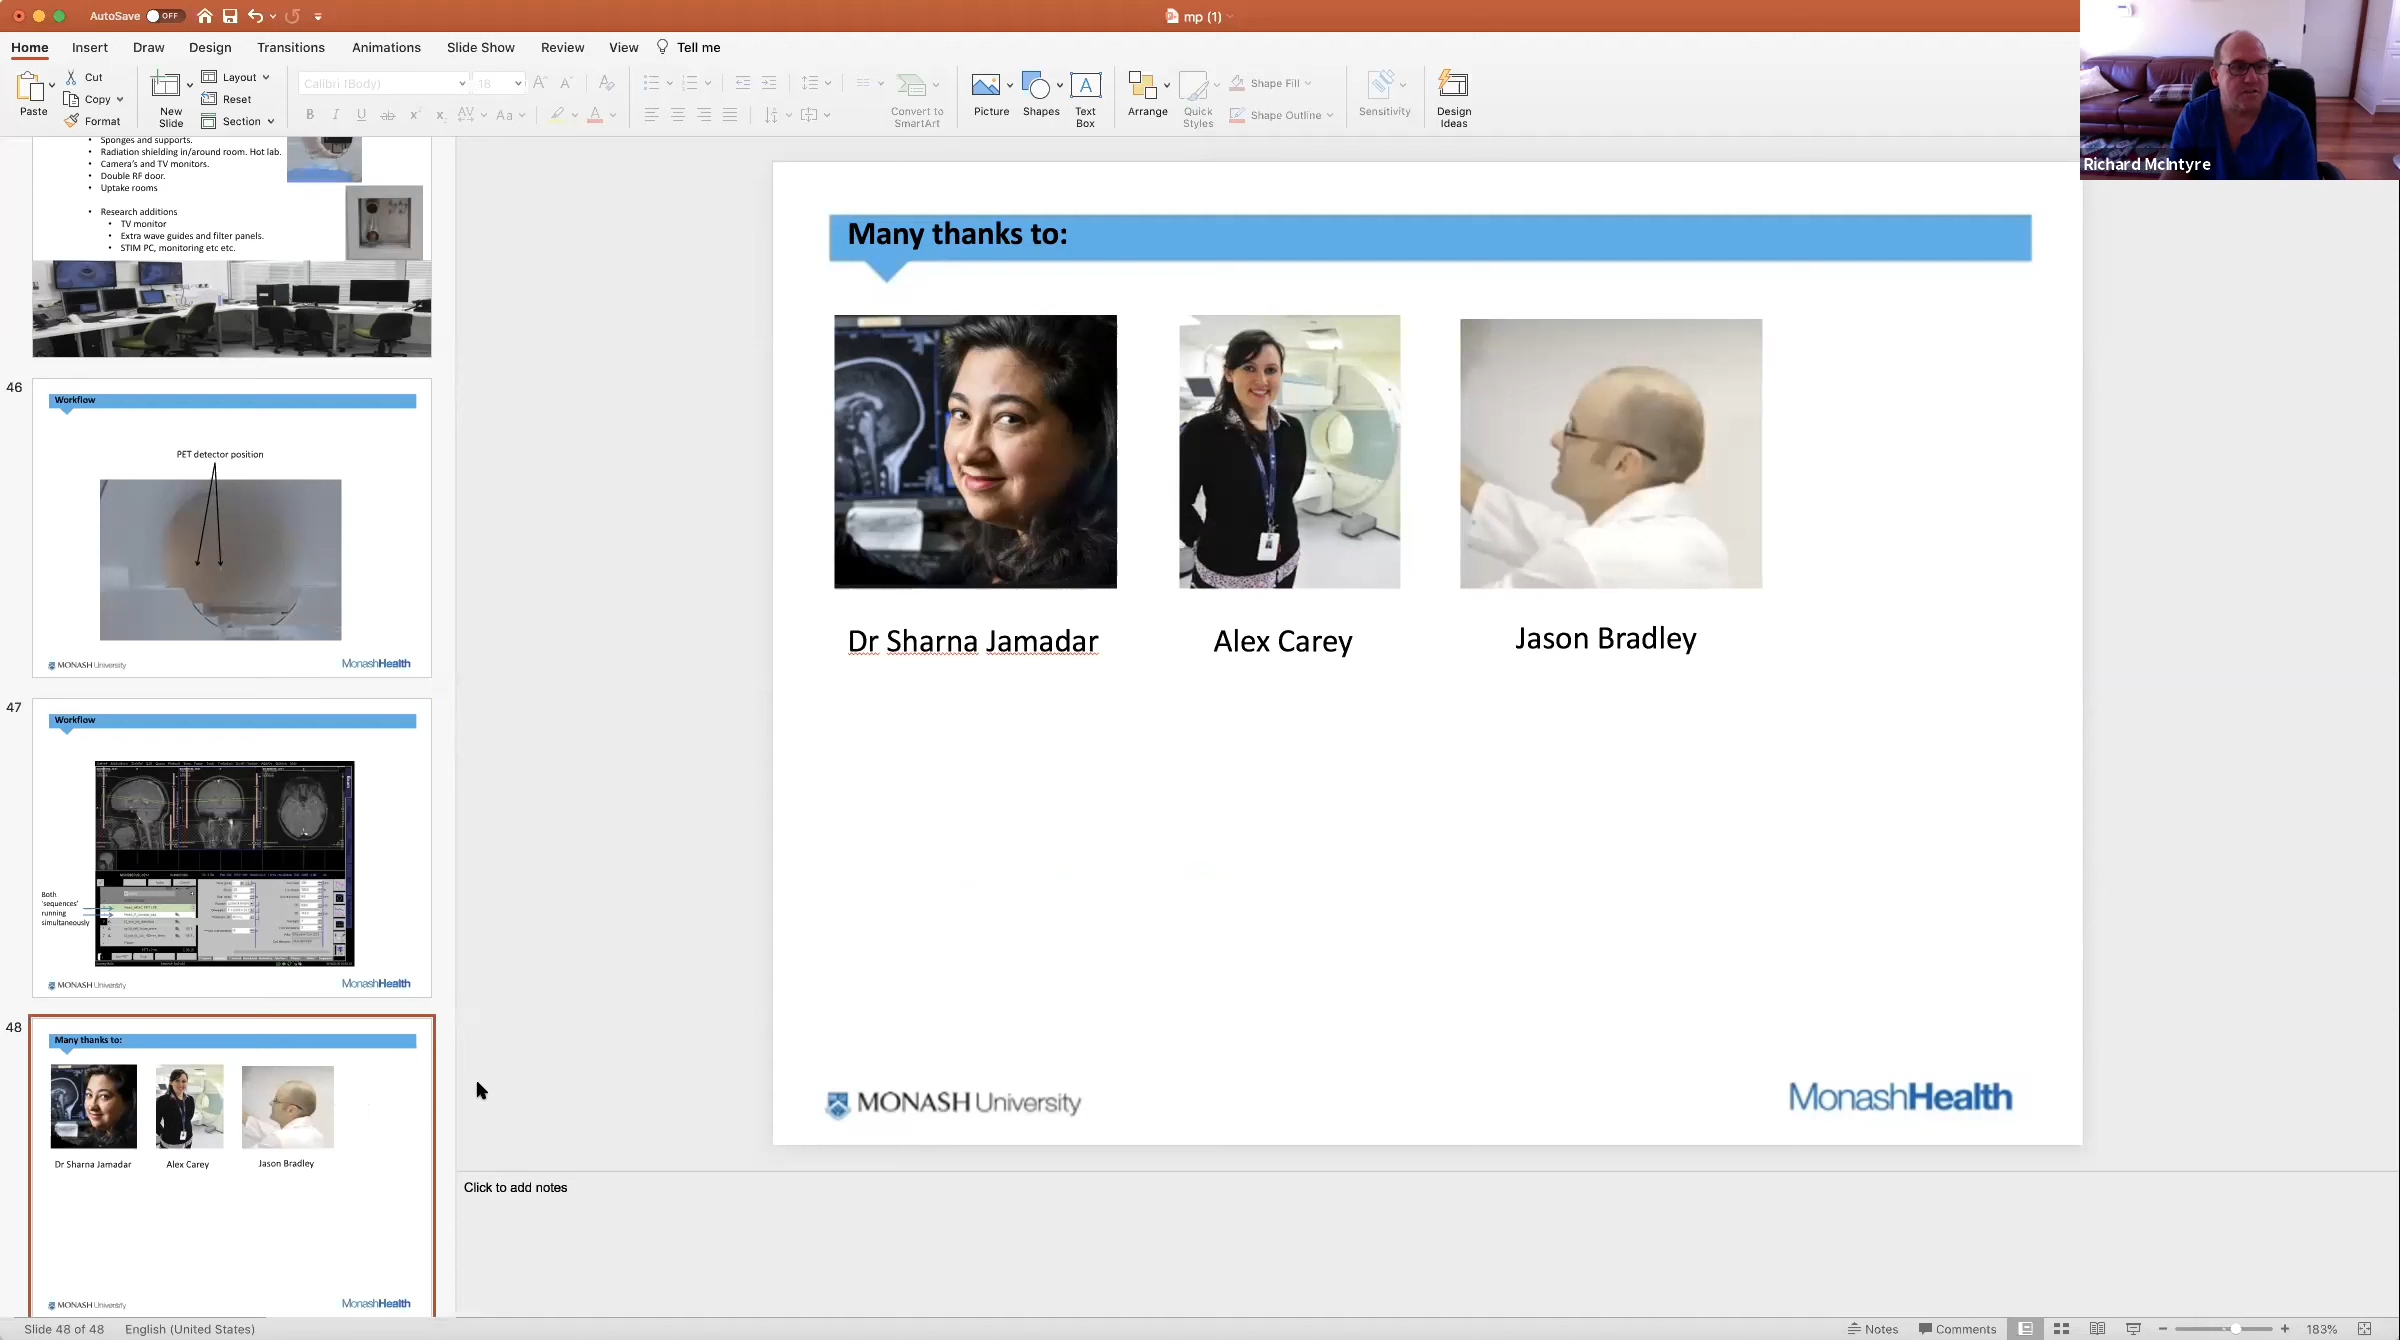 AutoSave OFF
mp (1)
Home Insert Draw Design Transitions Animations Slide Show Review View Tell me
Paste
Cut
Copy
Format
New Slide
Layout
Reset
Section
Calibri (Body) 18
Convert to SmartArt
Picture
Shapes
Text Box
Arrange
Quick Styles
Shape Fill
Shape Outline
Sensitivity
Design Ideas
Richard McIntyre
• Sponges and supports.
• Radiation shielding in/around room. Hot lab.
• Camera's and TV monitors.
• Double RF door.
• Uptake rooms
• Research additions
• TV monitor
• Extra wave guides and filter panels.
• STIM PC, monitoring etc etc.
46
Workflow
PET detector position
MONASH University
MonashHealth
47
Workflow
Both
'sequences'
running
simultaneously
MONASH University
MonashHealth
48
Many thanks to:
Dr Sharna Jamadar Alex Carey Jason Bradley
MONASH University
MonashHealth
Many thanks to:
Dr Sharna Jamadar
Alex Carey
Jason Bradley
MONASH University
MonashHealth
Click to add notes
Slide 48 of 48 English (United States)
Notes Comments 183%